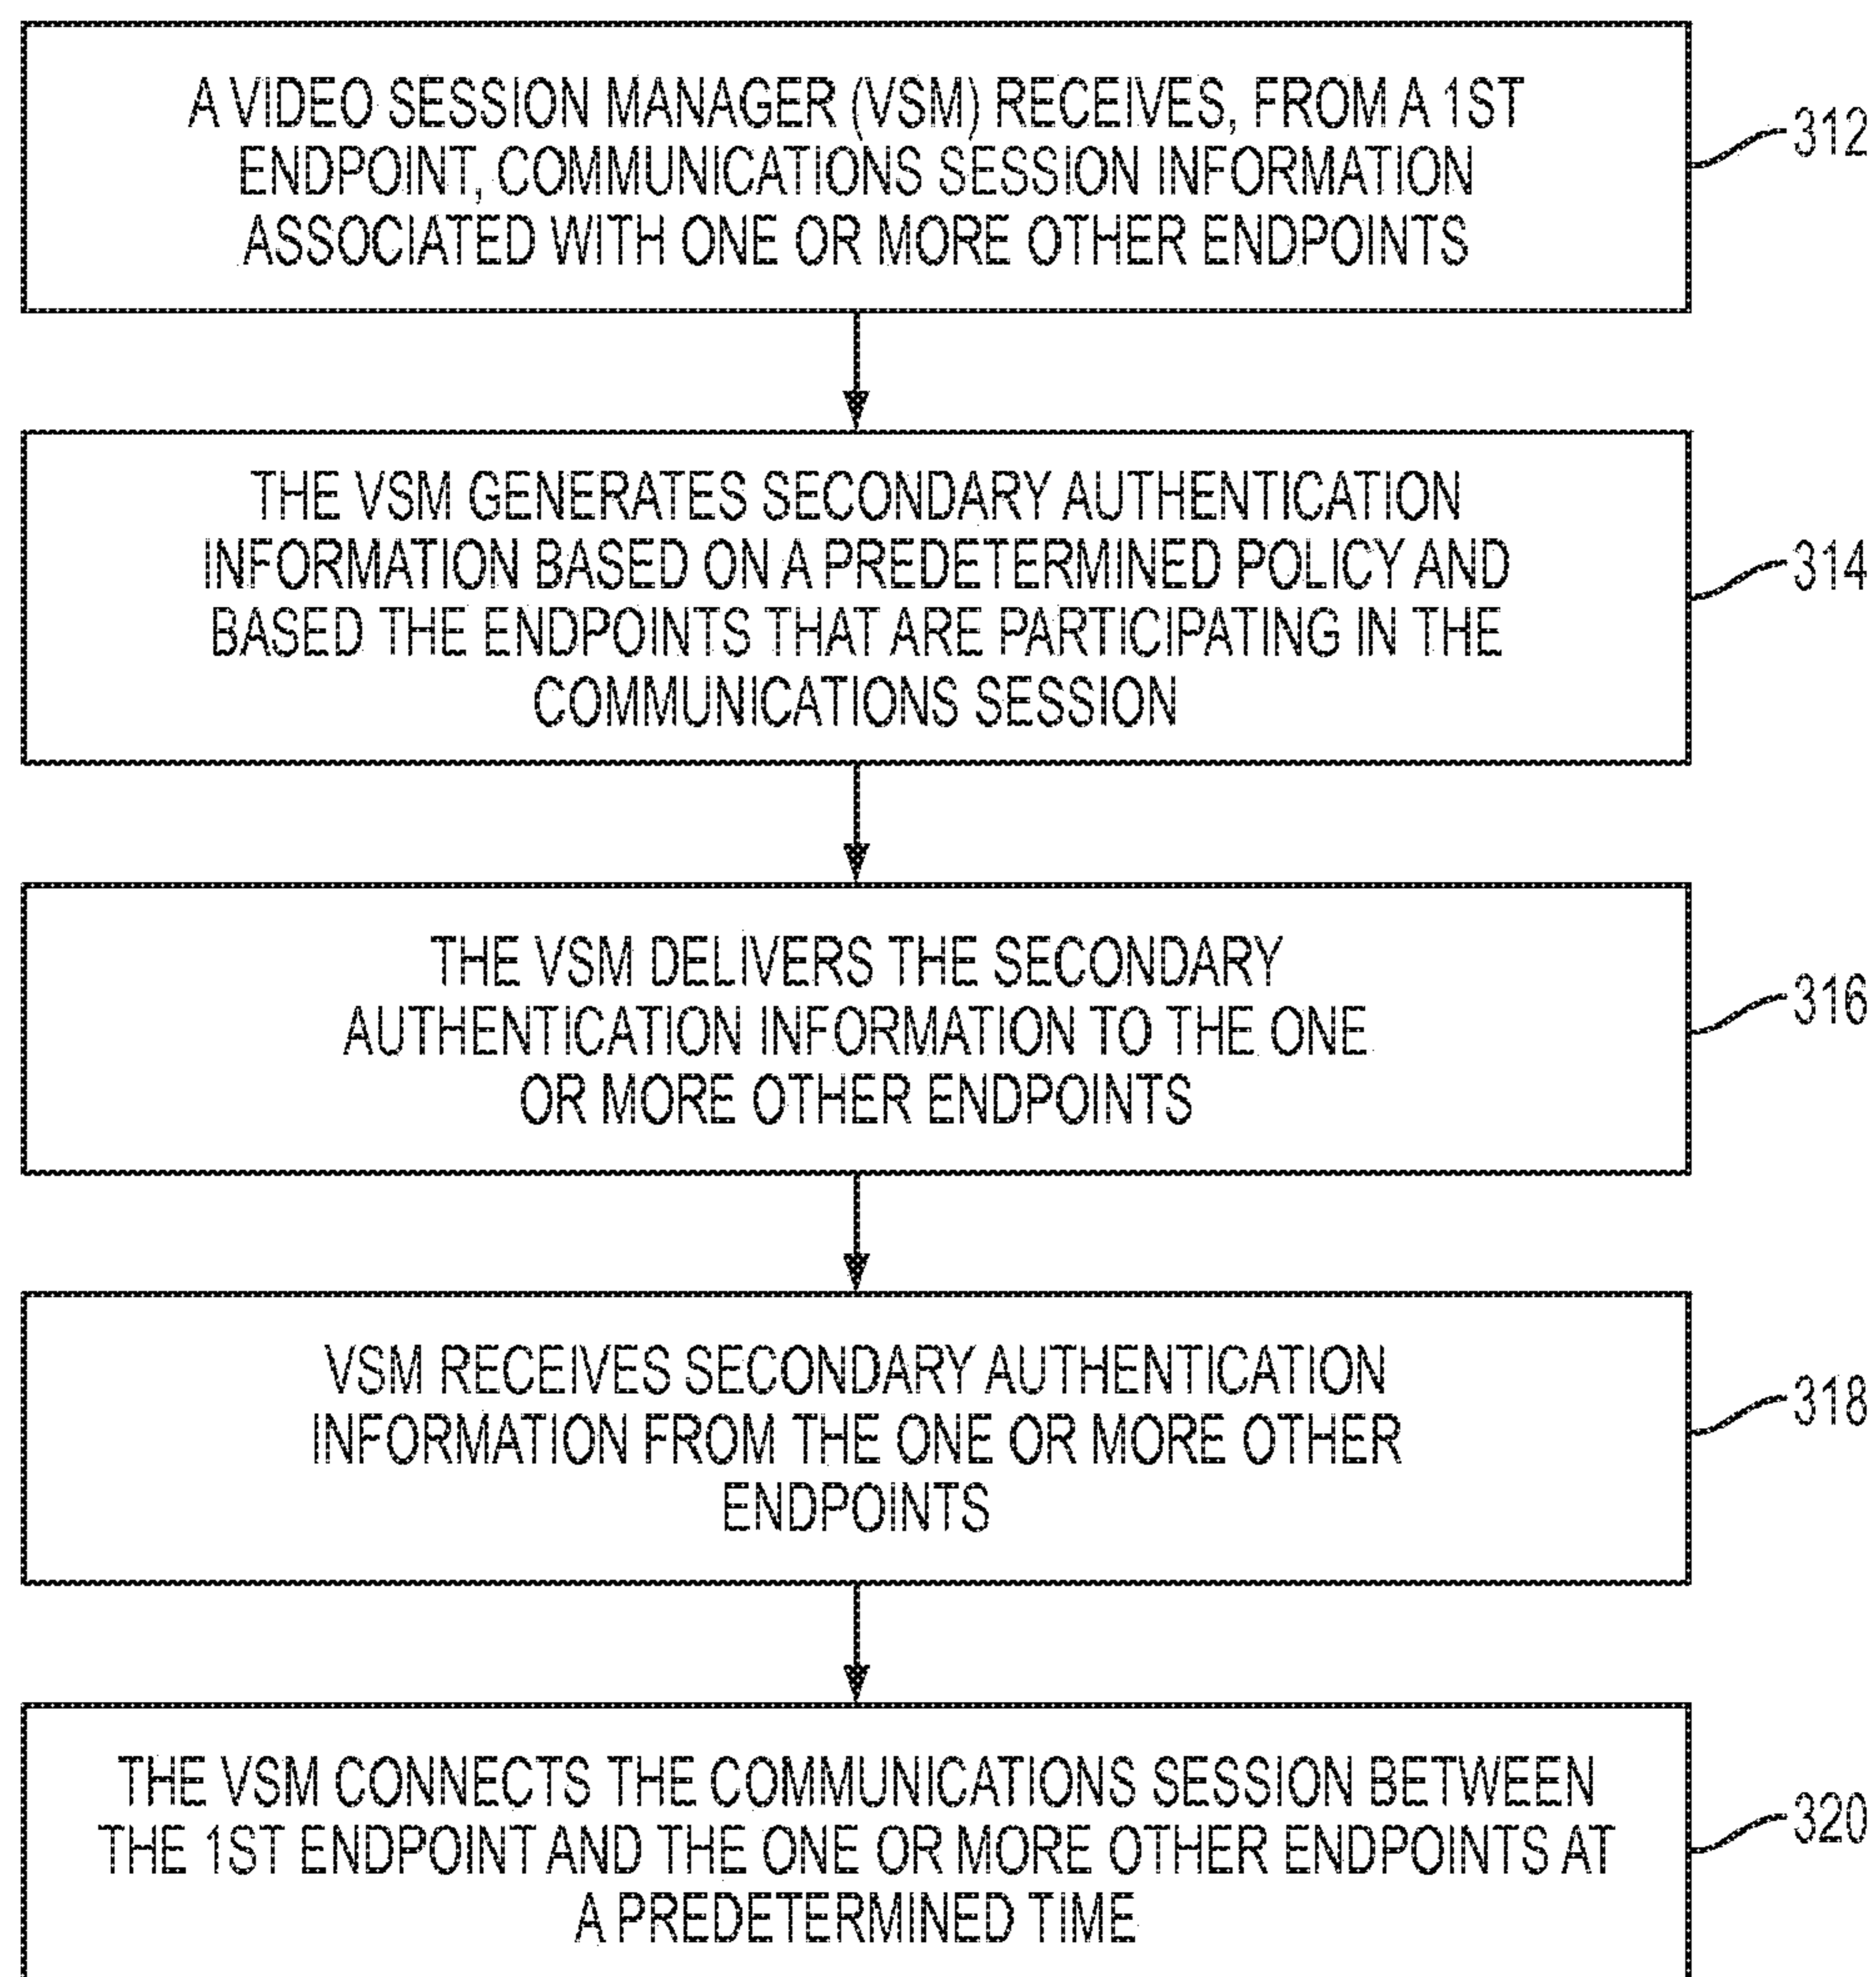 A VIDEO SESSION MANAGER (VSM) RECEIVES, FROM A 1ST
ENDPOINT, COMMUNICATIONS SESSION INFORMATION
ASSOCIATED WITH ONE OR MORE OTHER ENDPOINTS
312
THE VSM GENERATES SECONDARY AUTHENTICATION
INFORMATION BASED ON A PREDETERMINED POLICY AND
BASED THE ENDPOINTS THAT ARE PARTICIPATING IN THE
COMMUNICATIONS SESSION
314
THE VSM DELIVERS THE SECONDARY
AUTHENTICATION INFORMATION TO THE ONE
OR MORE OTHER ENDPOINTS
316
VSM RECEIVES SECONDARY AUTHENTICATION
INFORMATION FROM THE ONE OR MORE OTHER
ENDPOINTS
318
THE VSM CONNECTS THE COMMUNICATIONS SESSION BETWEEN
THE 1ST ENDPOINT AND THE ONE OR MORE OTHER ENDPOINTS AT
A PREDETERMINED TIME
320